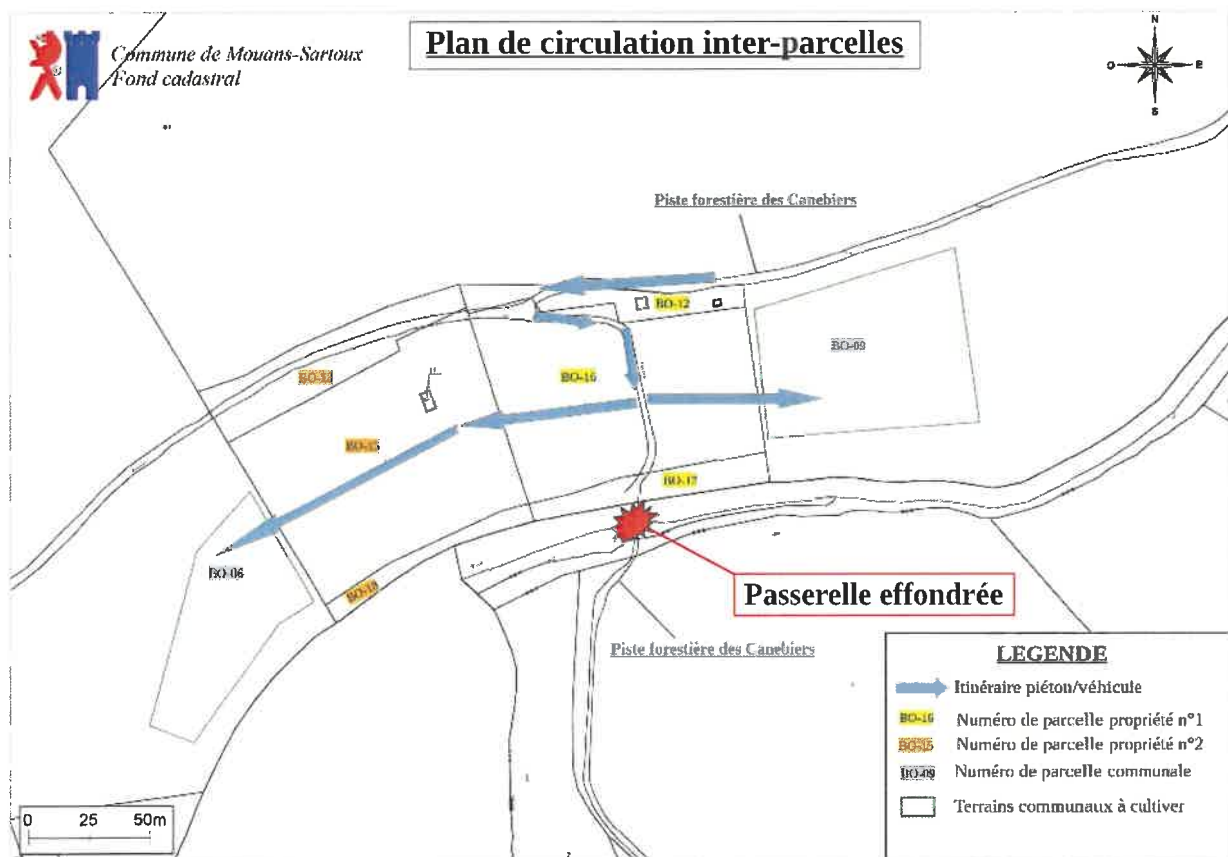 Commune de Mouans-Sartoux
Fond cadastral
Plan de circulation inter-parcelles
N
O
E
S
Piste forestière des Canebiers
BO-12
BO-09
BO-16
BO-15
BO-17
BO-06
BO-18
Passerelle effondrée
Piste forestière des Canebiers
LEGENDE
Itinéraire piéton/véhicule
BO-16 Numéro de parcelle propriété n°1
BO-15 Numéro de parcelle propriété n°2
BO-09 Numéro de parcelle communale
Terrains communaux à cultiver
0 25 50m